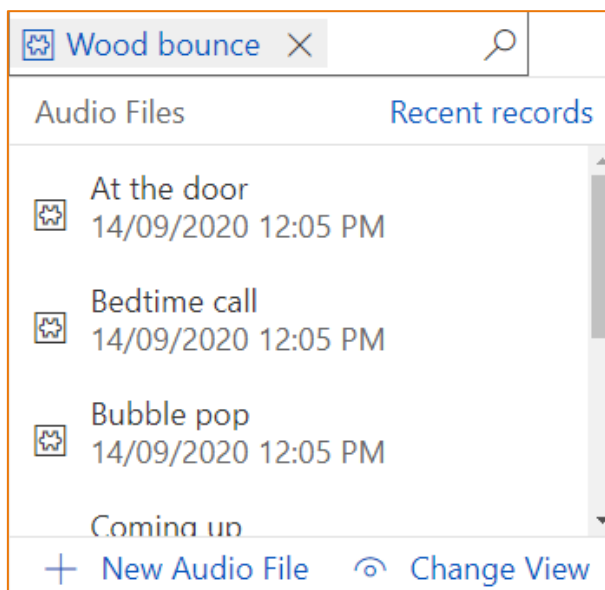 Wood bounce
Audio Files Recent records
At the door
14/09/2020 12:05 PM
Bedtime call
14/09/2020 12:05 PM
Bubble pop
14/09/2020 12:05 PM
Coming up
New Audio File Change View